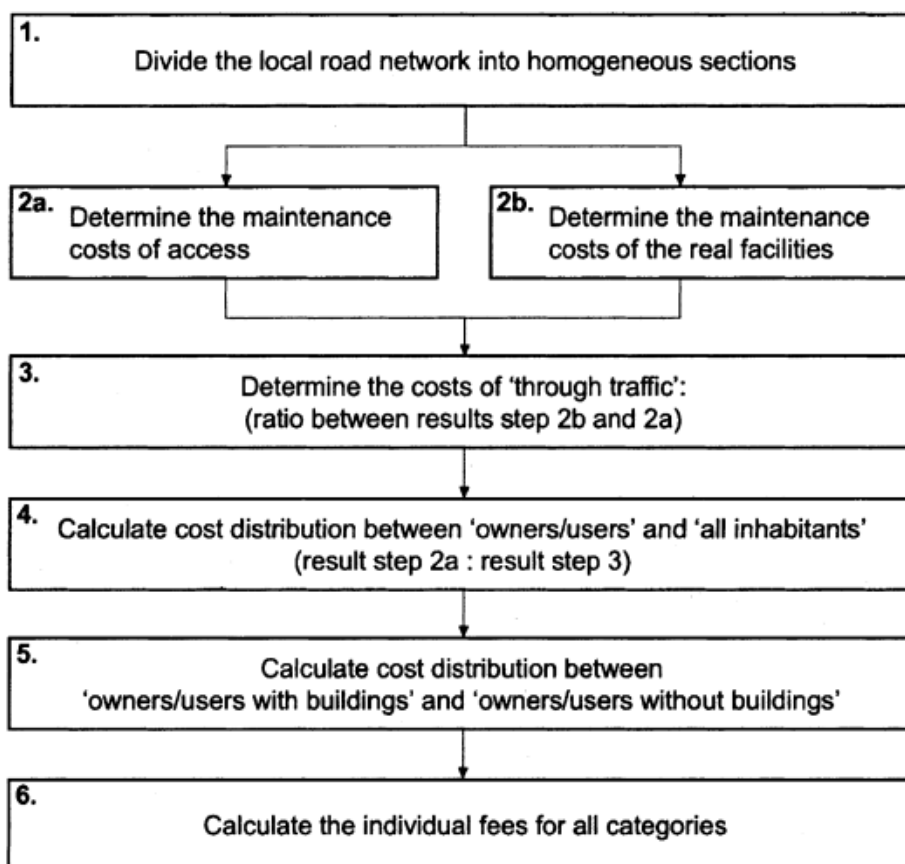 1.
Divide the local road network into homogeneous sections
2a.
Determine the maintenance
costs of access
2b.
Determine the maintenance
costs of the real facilities
3.
Determine the costs of ‘through traffic’:
(ratio between results step 2b and 2a)
4.
Calculate cost distribution between ‘owners/users’ and ‘all inhabitants’
(result step 2a : result step 3)
5.
Calculate cost distribution between
‘owners/users with buildings’ and ‘owners/users without buildings’
6.
Calculate the individual fees for all categories